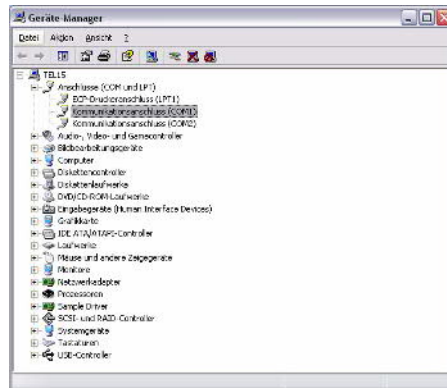 Geräte-Manager
Datei Aktion Ansicht ?
TEL15
Anschlüsse (COM und LPT)
ECP-Druckeranschluss (LPT1)
Kommunikationsanschluss (COM1)
Kommunikationsanschluss (COM2)
Audio-, Video- und Gamecontroller
Bildbearbeitungsgeräte
Computer
Diskettencontroller
Diskettenlaufwerke
DVD/CD-ROM-Laufwerke
Eingabegeräte (Human Interface Devices)
Grafikkarte
IDE ATA/ATAPI-Controller
Laufwerke
Mäuse und andere Zeigegeräte
Monitore
Netzwerkadapter
Prozessoren
Sample Driver
SCSI- und RAID-Controller
Systemgeräte
Tastaturen
USB-Controller